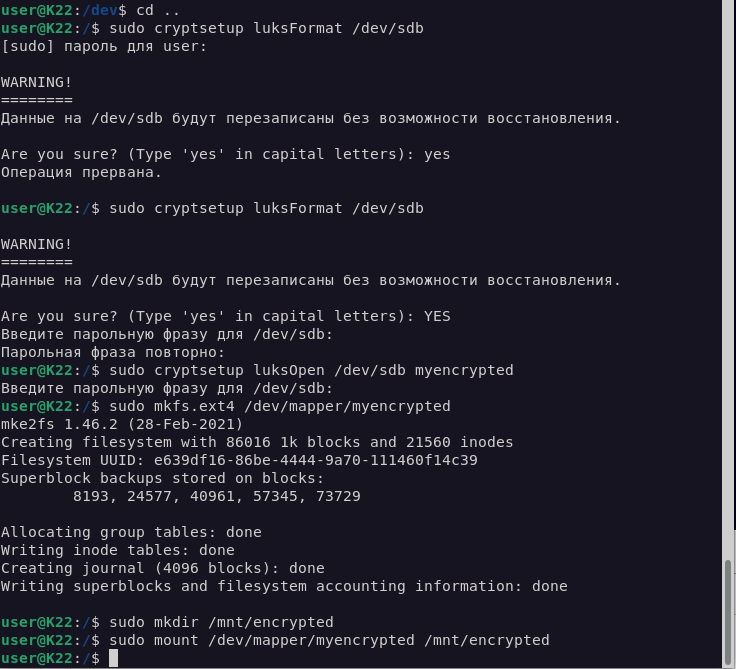 user@K22:/dev$ cd ..
user@K22:/$ sudo cryptsetup luksFormat /dev/sdb
[sudo] пароль для user:
WARNING!
========
Данные на /dev/sdb будут перезаписаны без возможности восстановления.
Are you sure? (Type 'yes' in capital letters): yes
Операция прервана.
user@K22:/$ sudo cryptsetup luksFormat /dev/sdb
WARNING!
========
Данные на /dev/sdb будут перезаписаны без возможности восстановления.
Are you sure? (Type 'yes' in capital letters): YES
Введите парольную фразу для /dev/sdb:
Парольная фраза повторно:
user@K22:/$ sudo cryptsetup luksOpen /dev/sdb myencrypted
Введите парольную фразу для /dev/sdb:
user@K22:/$ sudo mkfs.ext4 /dev/mapper/myencrypted
mke2fs 1.46.2 (28-Feb-2021)
Creating filesystem with 86016 1k blocks and 21560 inodes
Filesystem UUID: e639df16-86be-4444-9a70-111460f14c39
Superblock backups stored on blocks:
        8193, 24577, 40961, 57345, 73729
Allocating group tables: done
Writing inode tables: done
Creating journal (4096 blocks): done
Writing superblocks and filesystem accounting information: done
user@K22:/$ sudo mkdir /mnt/encrypted
user@K22:/$ sudo mount /dev/mapper/myencrypted /mnt/encrypted
user@K22:/$